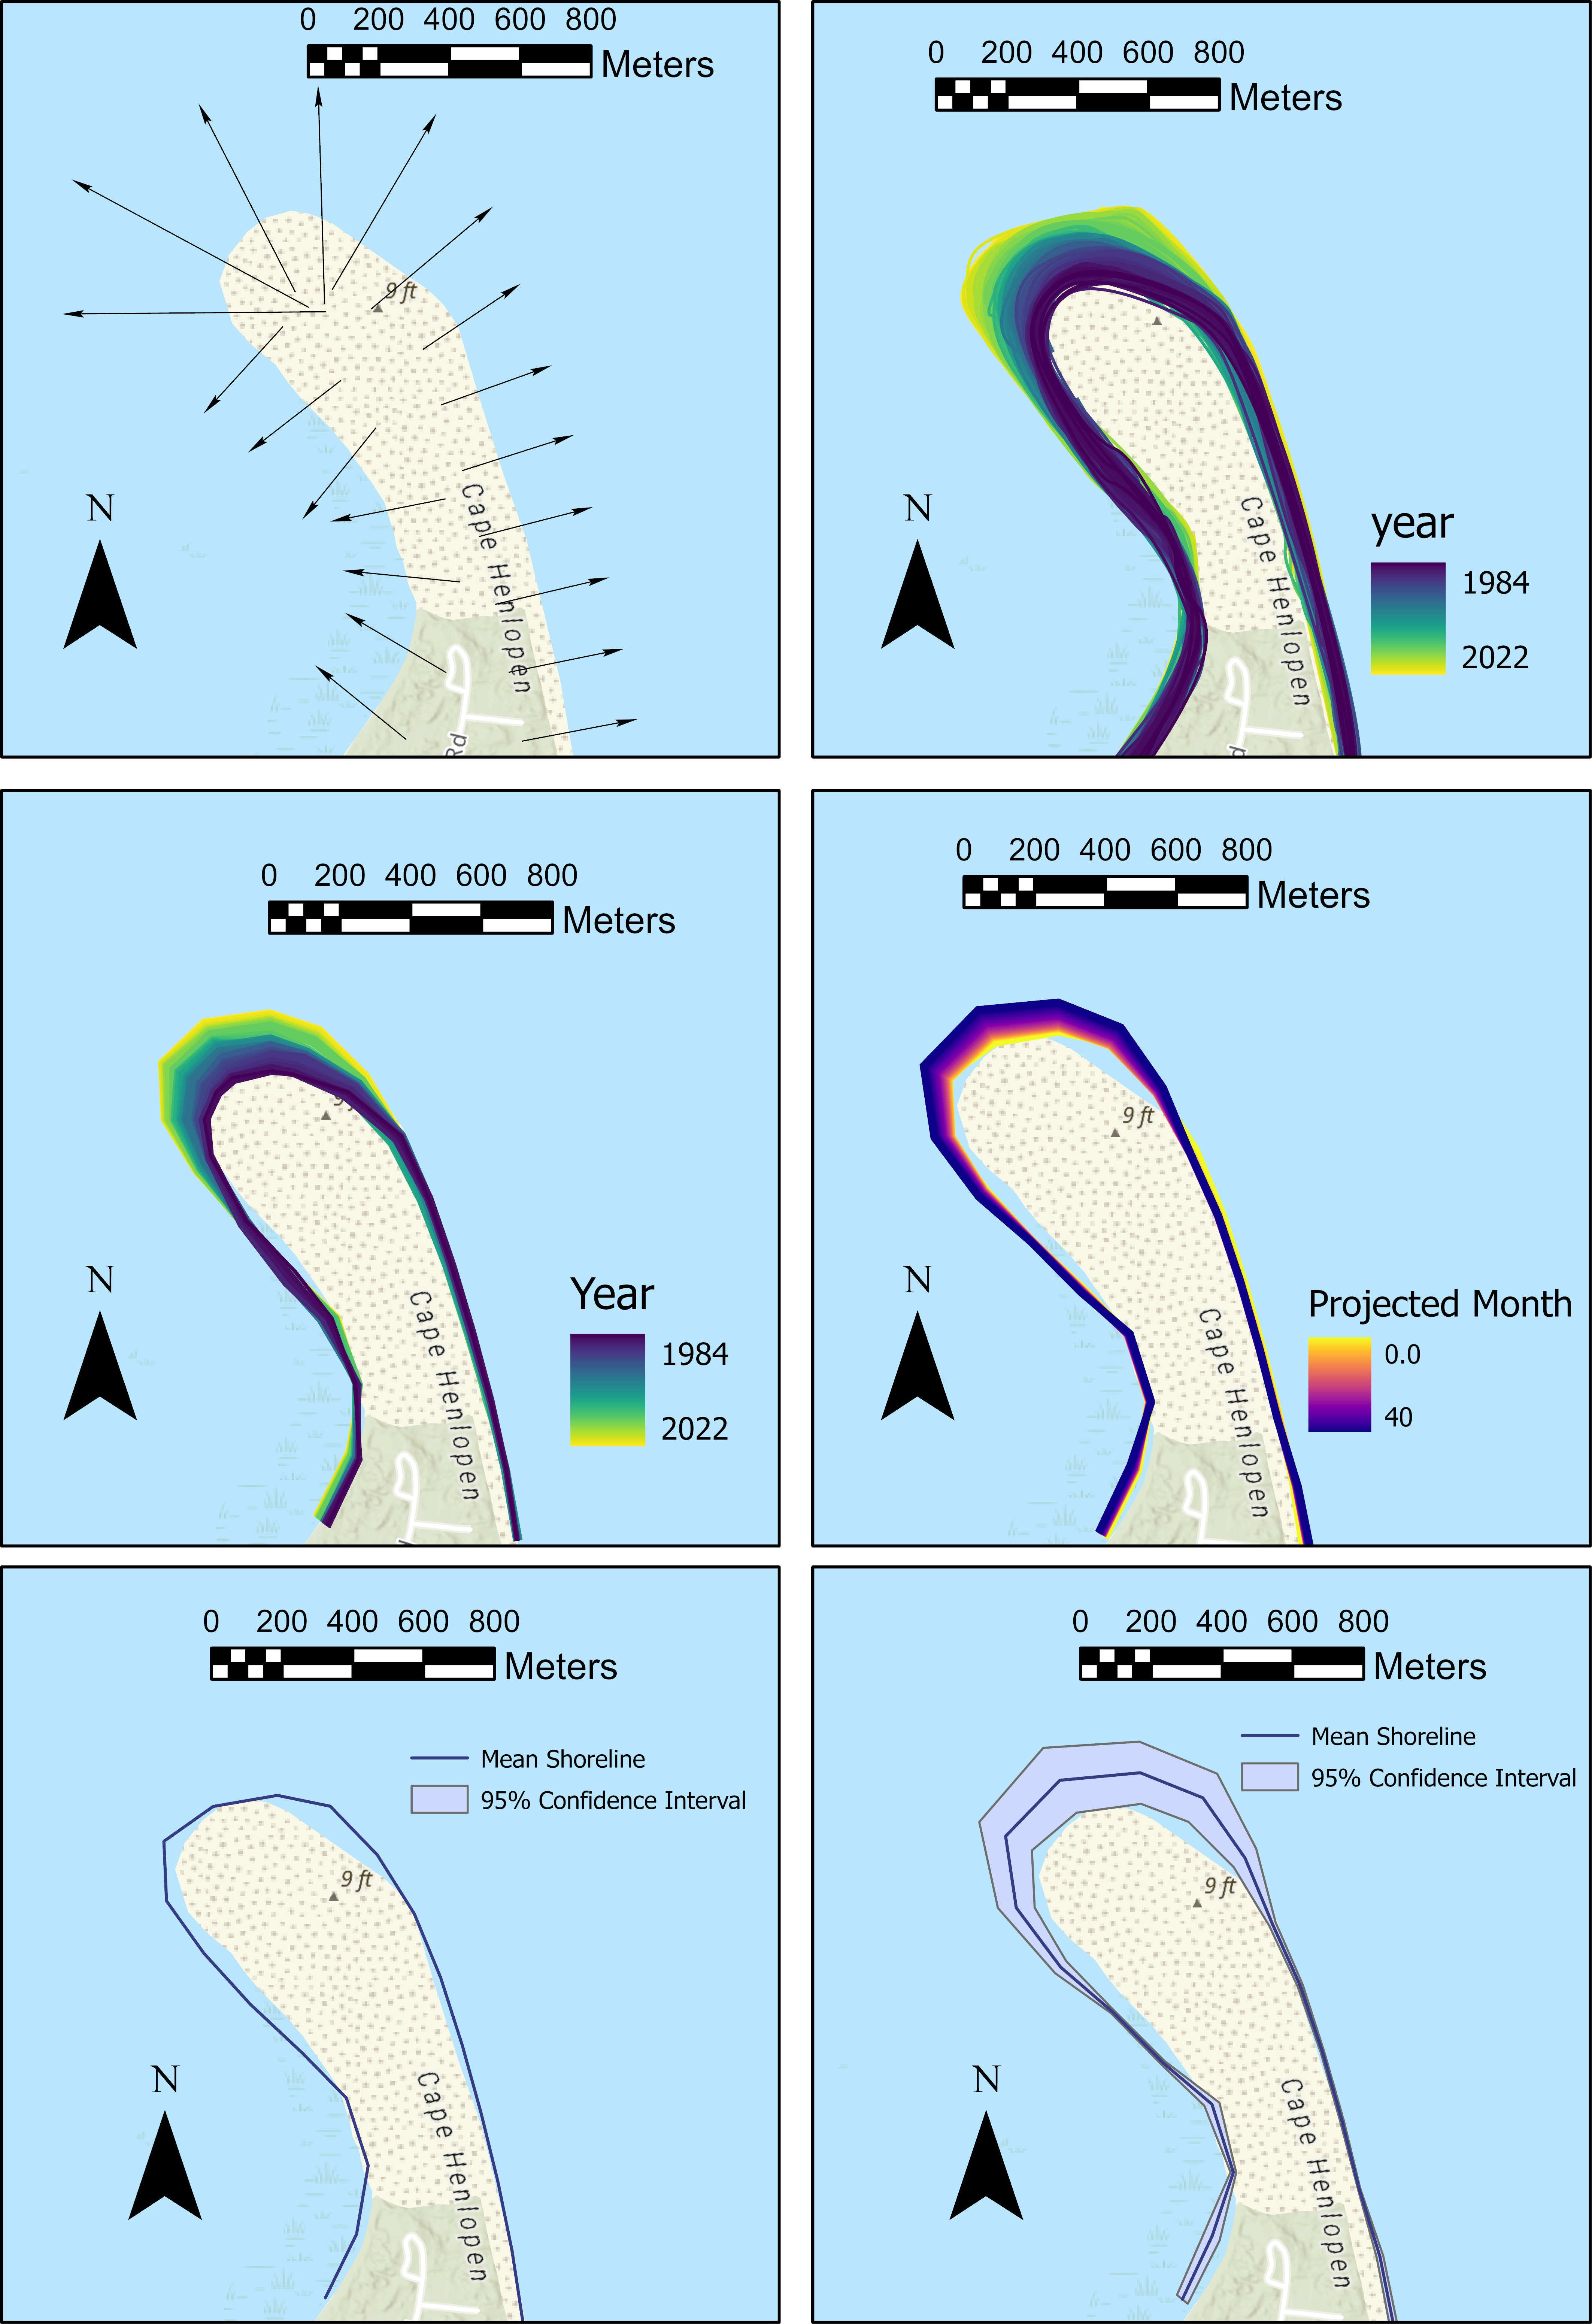 0 200 400 600 800
Meters
9 ft
N
Cape Henlopen
Rd
0 200 400 600 800
Meters
N
Cape Henlopen
year
1984
2022
0 200 400 600 800
Meters
N
Cape Henlopen
Year
1984
2022
0 200 400 600 800
Meters
9 ft
N
Cape Henlopen
Projected Month
0.0
40
0 200 400 600 800
Meters
Mean Shoreline
95% Confidence Interval
9 ft
N
Cape Henlopen
0 200 400 600 800
Meters
Mean Shoreline
95% Confidence Interval
9 ft
N
Cape Henlopen